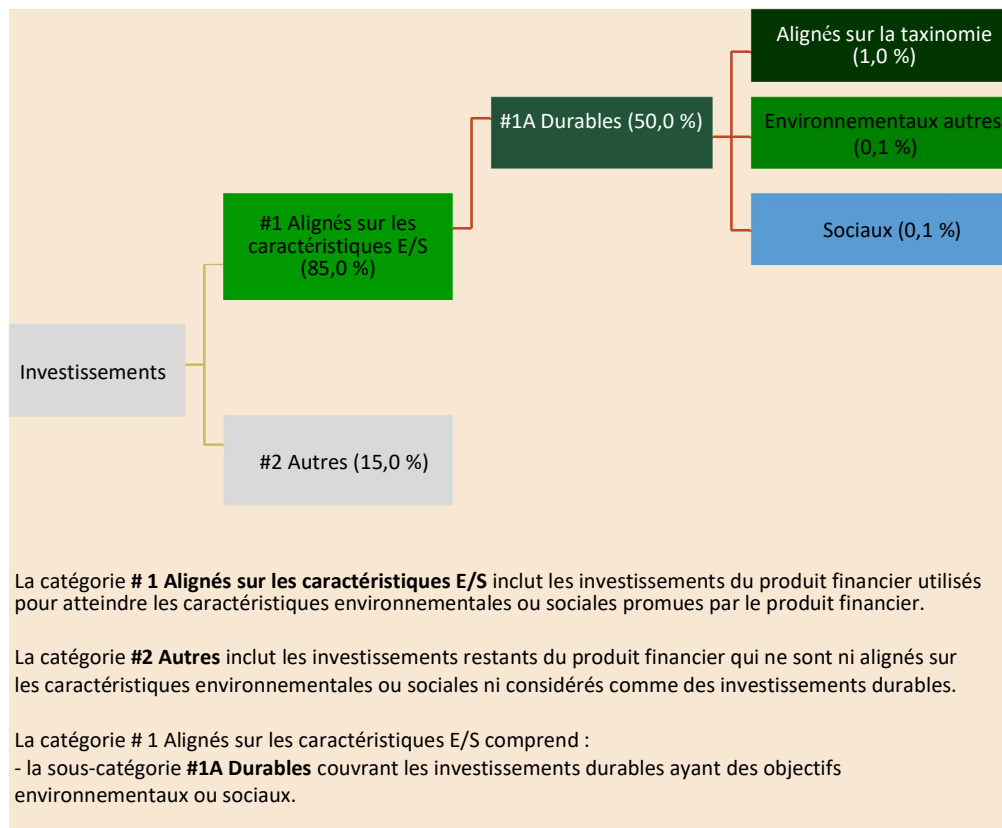 Alignés sur la taxinomie
(1,0 %)
#1A Durables (50,0 %)
Environnementaux autres
(0,1 %)
#1 Alignés sur les
caractéristiques E/S
(85,0 %)
Sociaux (0,1 %)
Investissements
#2 Autres (15,0 %)
La catégorie # 1 Alignés sur les caractéristiques E/S inclut les investissements du produit financier utilisés
pour atteindre les caractéristiques environnementales ou sociales promues par le produit financier.
La catégorie #2 Autres inclut les investissements restants du produit financier qui ne sont ni alignés sur
les caractéristiques environnementales ou sociales ni considérés comme des investissements durables.
La catégorie # 1 Alignés sur les caractéristiques E/S comprend :
- la sous-catégorie #1A Durables couvrant les investissements durables ayant des objectifs
environnementaux ou sociaux.